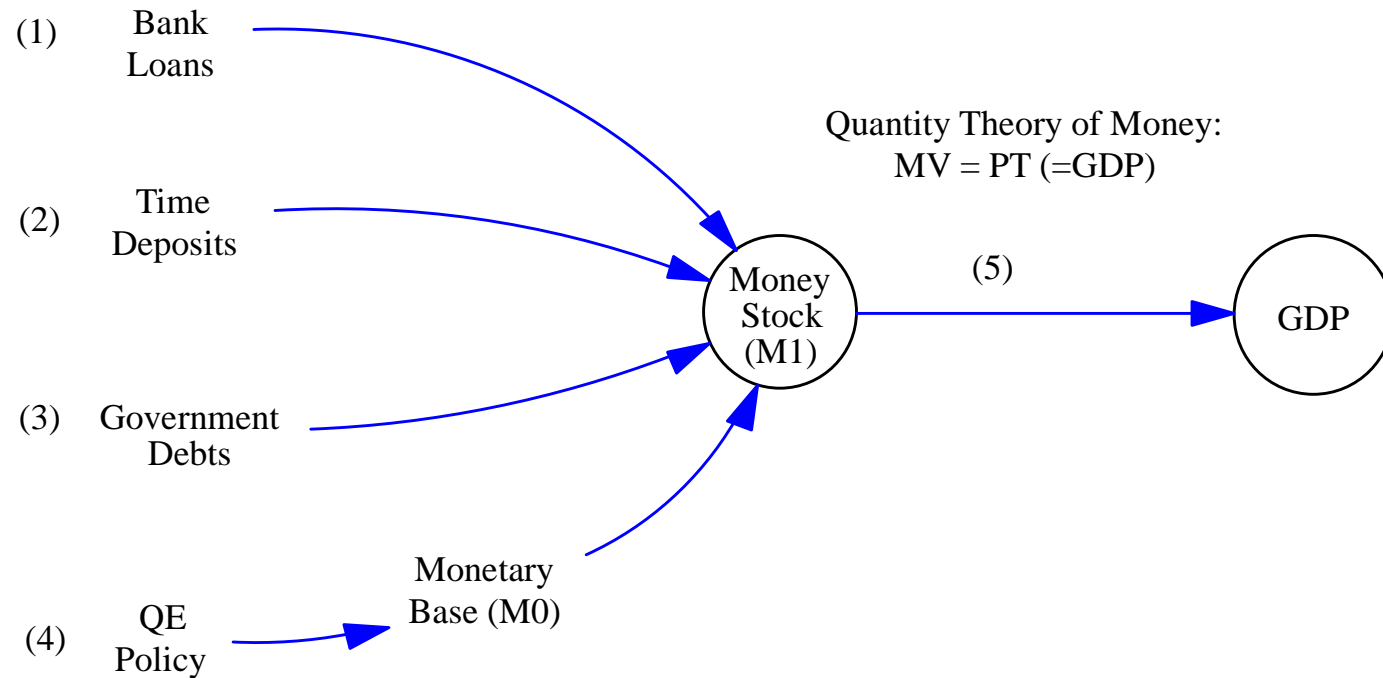 (1)
Bank
Loans
Quantity Theory of Money:
MV = PT (=GDP)
(2)
Time
Deposits
Money
Stock
(M1)
(5)
GDP
(3)
Government
Debts
Monetary
Base (M0)
(4)
QE
Policy